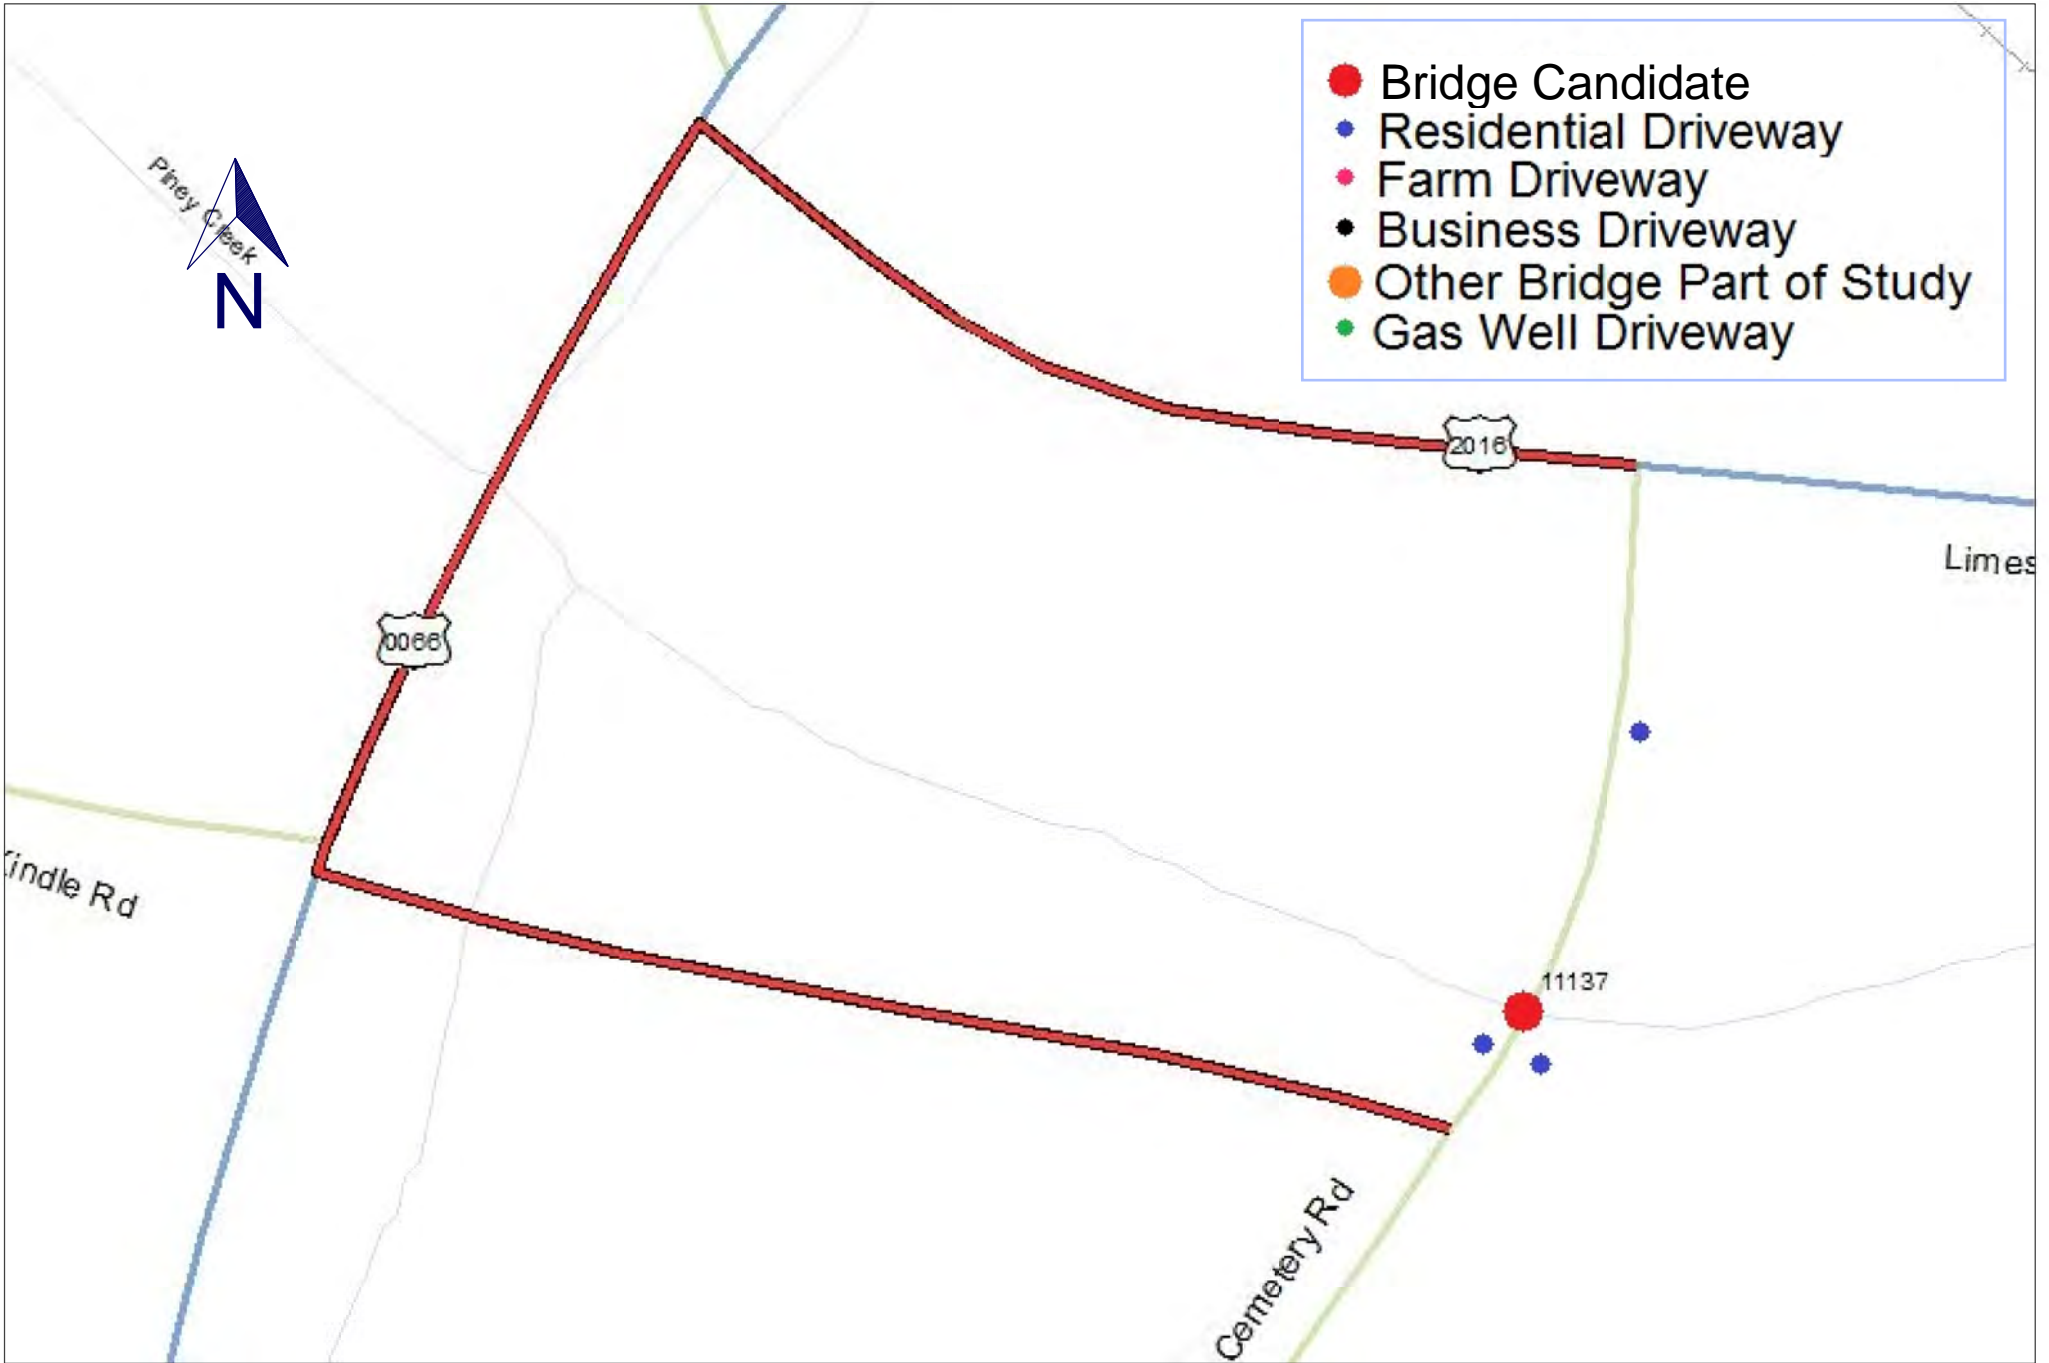 Bridge Candidate
Residential Driveway
Farm Driveway
Business Driveway
Other Bridge Part of Study
Gas Well Driveway
Piney Creek
N
2016
Limes
0066
Kindle Rd
11137
Cemetery Rd